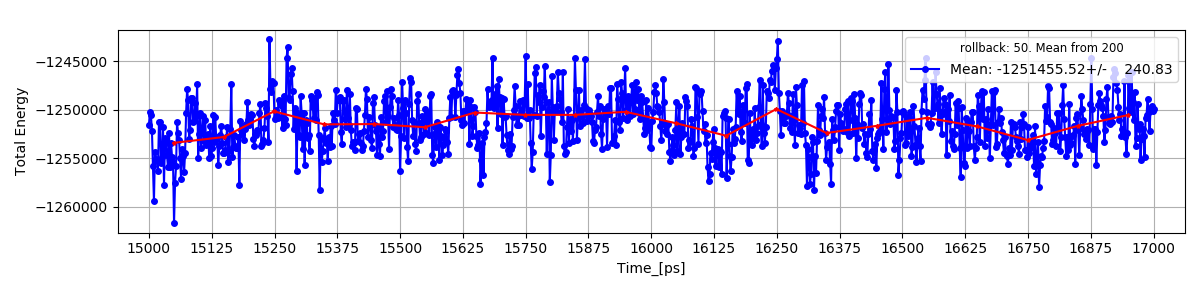 rollback: 50. Mean from 200
Mean: -1251455.52+/- 240.83
Total Energy
−1245000
−1250000
−1255000
−1260000
15000 15125 15250 15375 15500 15625 15750 15875 16000 16125 16250 16375 16500 16625 16750 16875 17000
Time_[ps]